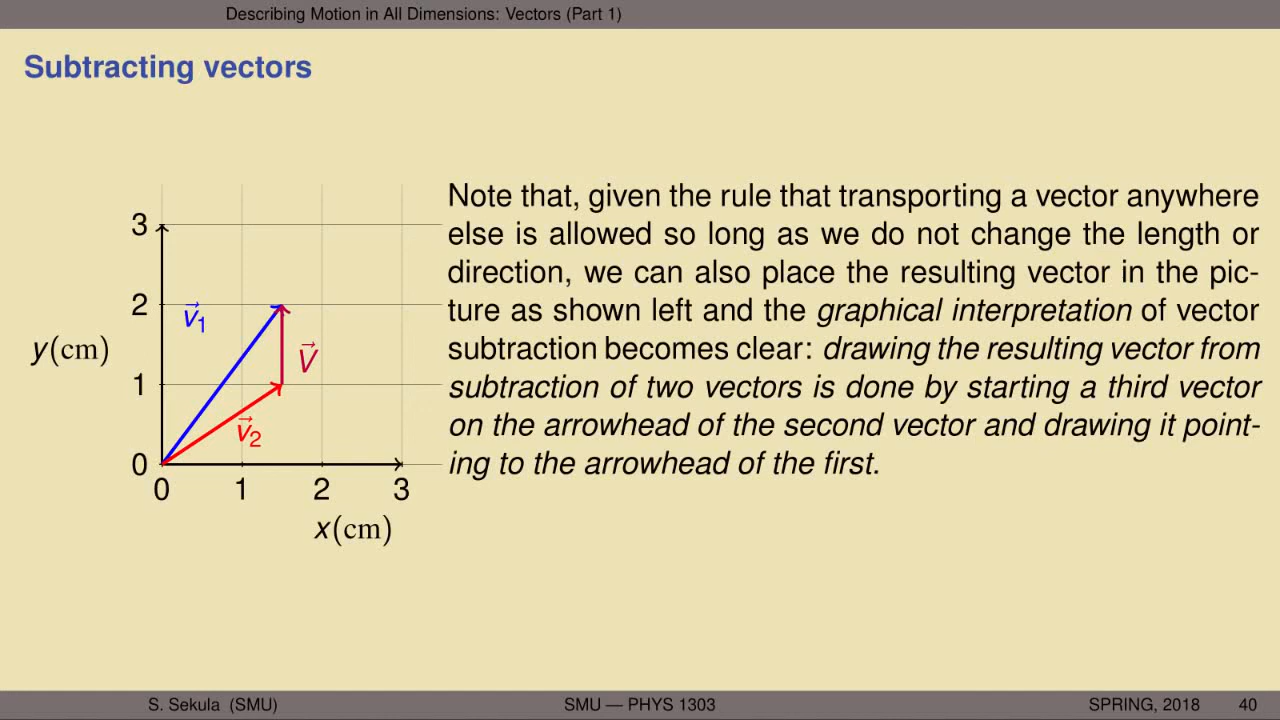 Describing Motion in All Dimensions: Vectors (Part 1)
Subtracting vectors
Note that, given the rule that transporting a vector anywhere
else is allowed so long as we do not change the length or
direction, we can also place the resulting vector in the pic-
ture as shown left and the graphical interpretation of vector
subtraction becomes clear: drawing the resulting vector from
subtraction of two vectors is done by starting a third vector
on the arrowhead of the second vector and drawing it point-
ing to the arrowhead of the first.
3
2
v⃗₁
y(cm)
V⃗
1
v⃗₂
0
0 1 2 3
x(cm)
S. Sekula (SMU) SMU — PHYS 1303 SPRING, 2018 40